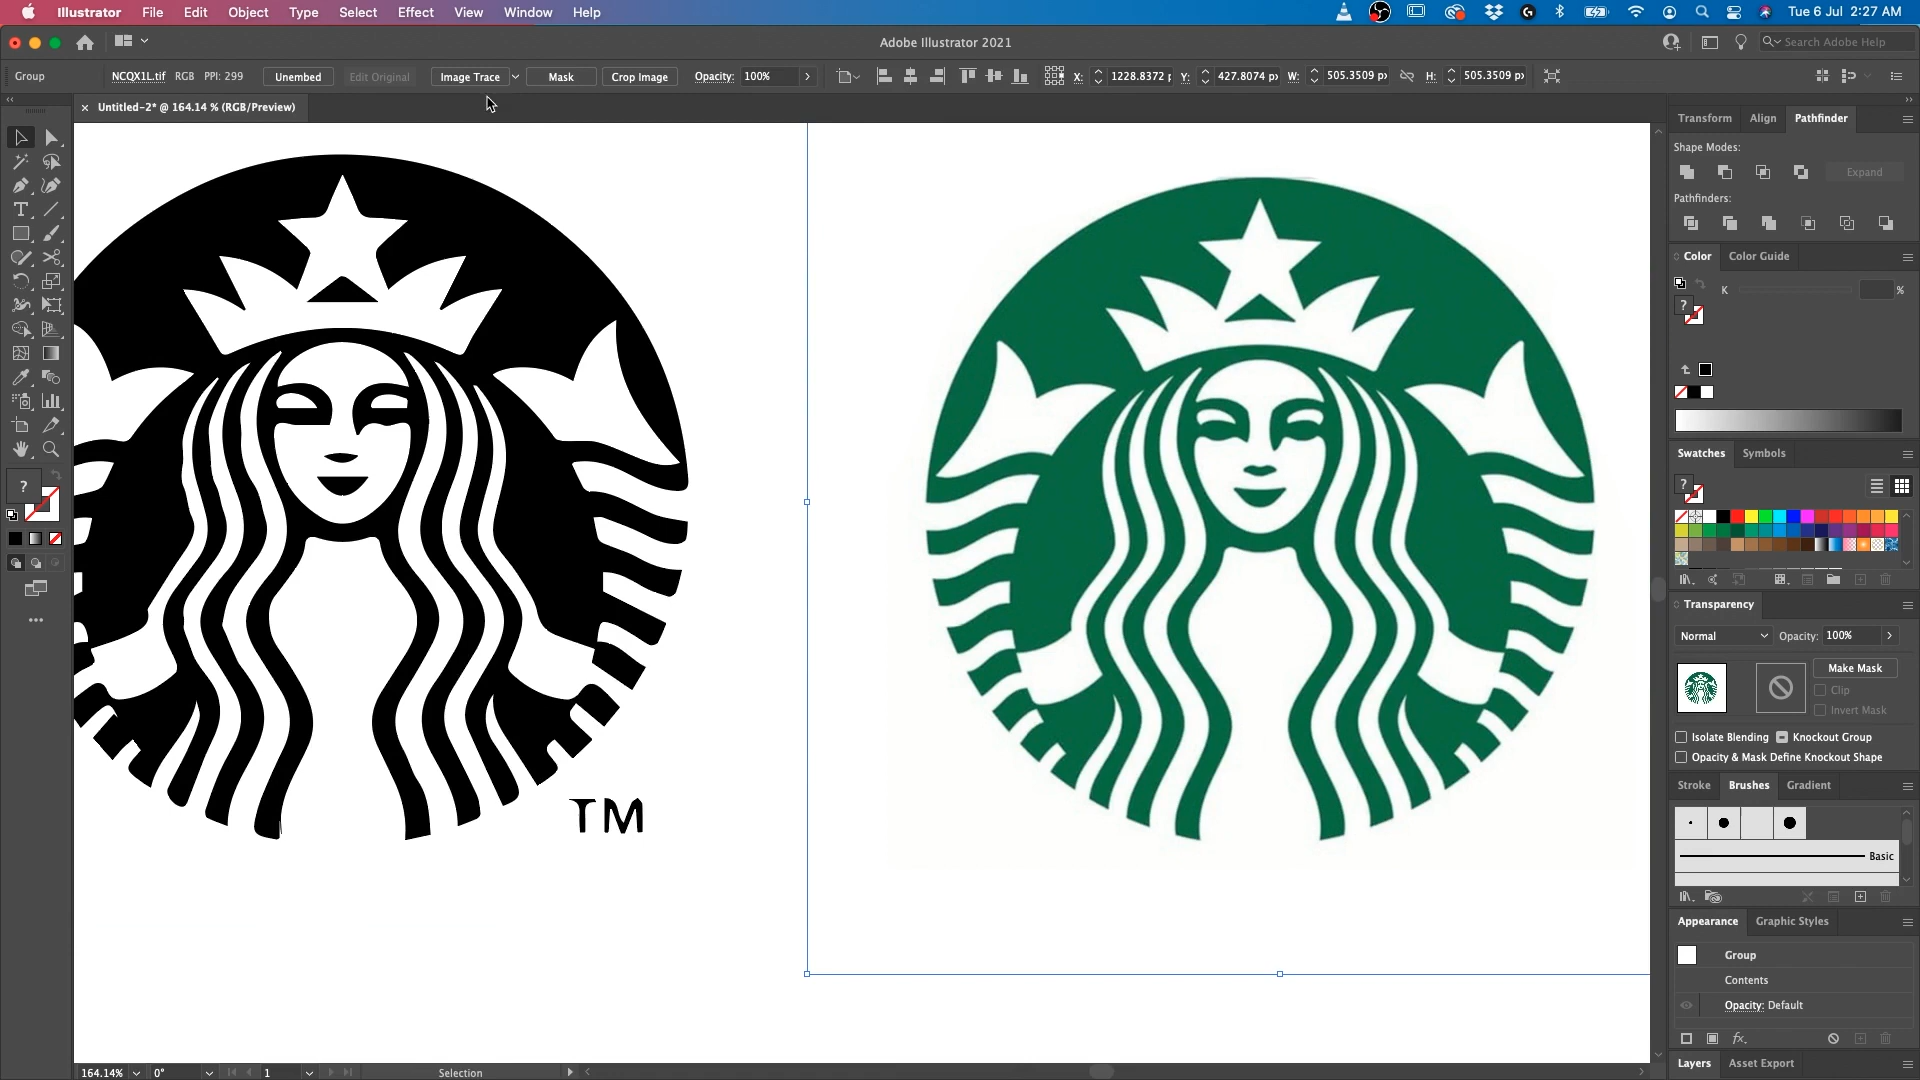 Illustrator File Edit Object Type Select Effect View Window Help Tue 6 Jul 2:27 AM
Adobe Illustrator 2021 Search Adobe Help
Group NCQX1L.tif RGB PPI: 299 Unembed Edit Original Image Trace Mask Crop Image Opacity: 100% X: 1228.8372 p Y: 427.8074 px W: 505.3509 px H: 505.3509 px
Untitled-2* @ 164.14 % (RGB/Preview)
Transform Align Pathfinder
Shape Modes:
Expand
Pathfinders:
Color Color Guide
? K %
Swatches Symbols
?
?
Transparency
Normal Opacity: 100%
Make Mask
Clip
Invert Mask
Isolate Blending Knockout Group
Opacity & Mask Define Knockout Shape
Stroke Brushes Gradient
TM
Basic
Appearance Graphic Styles
Group
Contents
Opacity: Default
fx
Layers Asset Export
164.14% 0° 1 Selection